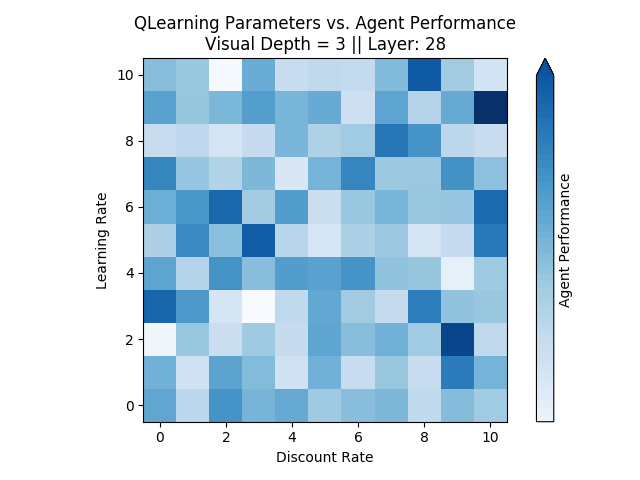 QLearning Parameters vs. Agent Performance
Visual Depth = 3 || Layer: 28
10
8
6
4
2
0
Learning Rate
0 2 4 6 8 10
Discount Rate
Agent Performance